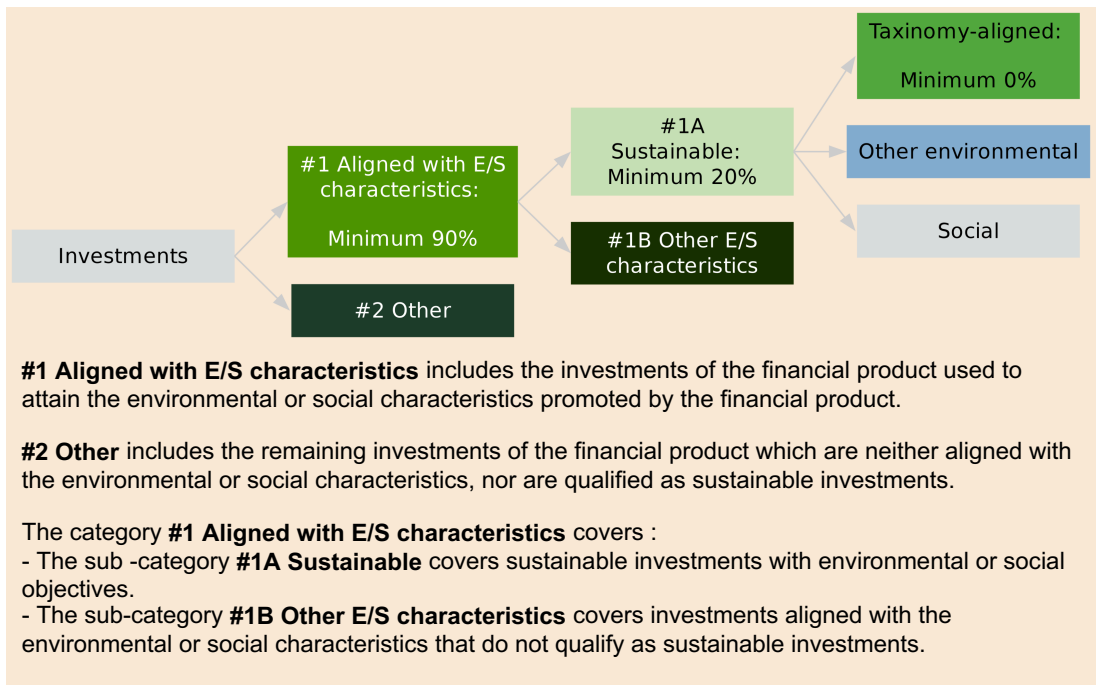 Taxinomy-aligned:
Minimum 0%
#1A
Sustainable:
Minimum 20%
Other environmental
#1 Aligned with E/S
characteristics:
Minimum 90%
Social
#1B Other E/S
characteristics
Investments
#2 Other
#1 Aligned with E/S characteristics includes the investments of the financial product used to
attain the environmental or social characteristics promoted by the financial product.
#2 Other includes the remaining investments of the financial product which are neither aligned with
the environmental or social characteristics, nor are qualified as sustainable investments.
The category #1 Aligned with E/S characteristics covers :
- The sub -category #1A Sustainable covers sustainable investments with environmental or social
objectives.
- The sub-category #1B Other E/S characteristics covers investments aligned with the
environmental or social characteristics that do not qualify as sustainable investments.